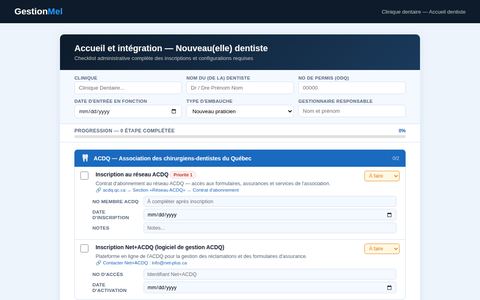 GestionMel
Clinique dentaire — Accueil dentiste
Accueil et intégration — Nouveau(elle) dentiste
Checklist administrative complète des inscriptions et configurations requises
CLINIQUE
NOM DU (DE LA) DENTISTE
NO DE PERMIS (ODQ)
Clinique Dentaire...
Dr / Dre Prénom Nom
00000
DATE D'ENTRÉE EN FONCTION
TYPE D'EMBAUCHE
GESTIONNAIRE RESPONSABLE
mm/dd/yyyy
Nouveau praticien
Nom et prénom
PROGRESSION — 0 ÉTAPE COMPLÉTÉE
0%
ACDQ — Association des chirurgiens-dentistes du Québec
0/2
Inscription au réseau ACDQ
Priorité 1
À faire
Contrat d'abonnement au réseau ACDQ — accès aux formulaires, assurances et services de l'association.
acdq.qc.ca — Section «Réseau ACDQ» — Contrat d'abonnement
NO MEMBRE ACDQ
À compléter après inscription
DATE D'INSCRIPTION
mm/dd/yyyy
NOTES
Notes...
Inscription Net+ACDQ (logiciel de gestion ACDQ)
À faire
Plateforme en ligne de l'ACDQ pour la gestion des réclamations et des formulaires d'assurance.
Contacter Net+ACDQ : info@net-plus.ca
NO D'ACCÈS
Identifiant Net+ACDQ
DATE D'ACTIVATION
mm/dd/yyyy